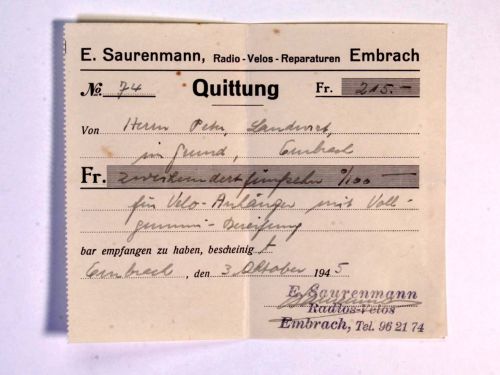 E. Saurenmann, Radio - Velos - Reparaturen Embrach
No. 74 Quittung Fr. 215.-
Von Herrn Peter, Landwirt,
im Grund, Embrach
Fr. zweihundertfünfzehn 0/100 —
für Velo-Anhänger mit Voll-
gummi-Bereifung
bar empfangen zu haben, bescheinigt
Embrach, den 3. Oktober 1945
E. Saurenmann
Radios-Velos
Embrach, Tel. 96 21 74